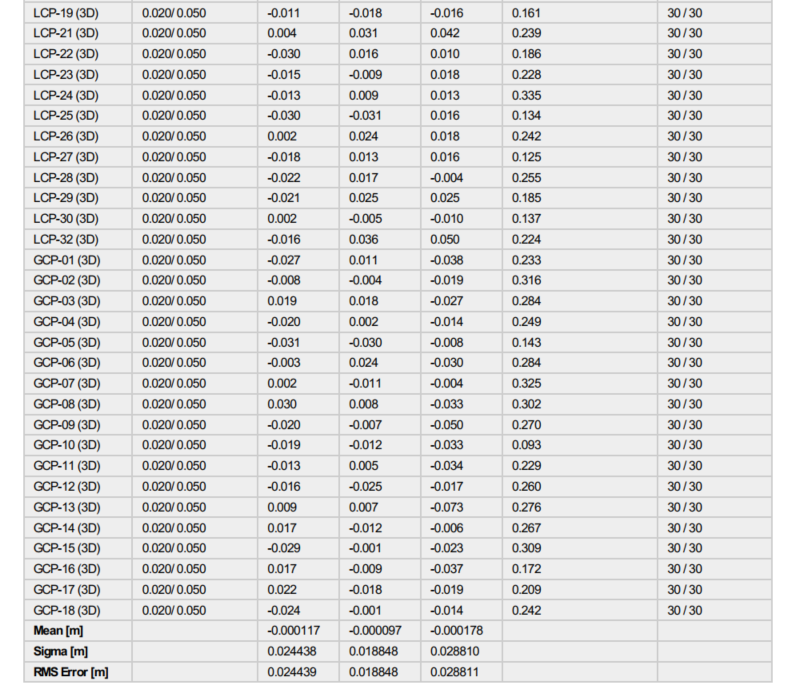 LCP-19 (3D) 0.020/ 0.050 -0.011 -0.018 -0.016 0.161 30 / 30
LCP-21 (3D) 0.020/ 0.050 0.004 0.031 0.042 0.239 30 / 30
LCP-22 (3D) 0.020/ 0.050 -0.030 0.016 0.010 0.186 30 / 30
LCP-23 (3D) 0.020/ 0.050 -0.015 -0.009 0.018 0.228 30 / 30
LCP-24 (3D) 0.020/ 0.050 -0.013 0.009 0.013 0.335 30 / 30
LCP-25 (3D) 0.020/ 0.050 -0.030 -0.031 0.016 0.134 30 / 30
LCP-26 (3D) 0.020/ 0.050 0.002 0.024 0.018 0.242 30 / 30
LCP-27 (3D) 0.020/ 0.050 -0.018 0.013 0.016 0.125 30 / 30
LCP-28 (3D) 0.020/ 0.050 -0.022 0.017 -0.004 0.255 30 / 30
LCP-29 (3D) 0.020/ 0.050 -0.021 0.025 0.025 0.185 30 / 30
LCP-30 (3D) 0.020/ 0.050 0.002 -0.005 -0.010 0.137 30 / 30
LCP-32 (3D) 0.020/ 0.050 -0.016 0.036 0.050 0.224 30 / 30
GCP-01 (3D) 0.020/ 0.050 -0.027 0.011 -0.038 0.233 30 / 30
GCP-02 (3D) 0.020/ 0.050 -0.008 -0.004 -0.019 0.316 30 / 30
GCP-03 (3D) 0.020/ 0.050 0.019 0.018 -0.027 0.284 30 / 30
GCP-04 (3D) 0.020/ 0.050 -0.020 0.002 -0.014 0.249 30 / 30
GCP-05 (3D) 0.020/ 0.050 -0.031 -0.030 -0.008 0.143 30 / 30
GCP-06 (3D) 0.020/ 0.050 -0.003 0.024 -0.030 0.284 30 / 30
GCP-07 (3D) 0.020/ 0.050 0.002 -0.011 -0.004 0.325 30 / 30
GCP-08 (3D) 0.020/ 0.050 0.030 0.008 -0.033 0.302 30 / 30
GCP-09 (3D) 0.020/ 0.050 -0.020 -0.007 -0.050 0.270 30 / 30
GCP-10 (3D) 0.020/ 0.050 -0.019 -0.012 -0.033 0.093 30 / 30
GCP-11 (3D) 0.020/ 0.050 -0.013 0.005 -0.034 0.229 30 / 30
GCP-12 (3D) 0.020/ 0.050 -0.016 -0.025 -0.017 0.260 30 / 30
GCP-13 (3D) 0.020/ 0.050 0.009 0.007 -0.073 0.276 30 / 30
GCP-14 (3D) 0.020/ 0.050 0.017 -0.012 -0.006 0.267 30 / 30
GCP-15 (3D) 0.020/ 0.050 -0.029 -0.001 -0.023 0.309 30 / 30
GCP-16 (3D) 0.020/ 0.050 0.017 -0.009 -0.037 0.172 30 / 30
GCP-17 (3D) 0.020/ 0.050 0.022 -0.018 -0.019 0.209 30 / 30
GCP-18 (3D) 0.020/ 0.050 -0.024 -0.001 -0.014 0.242 30 / 30
Mean [m] -0.000117 -0.000097 -0.000178
Sigma [m] 0.024438 0.018848 0.028810
RMS Error [m] 0.024439 0.018848 0.028811